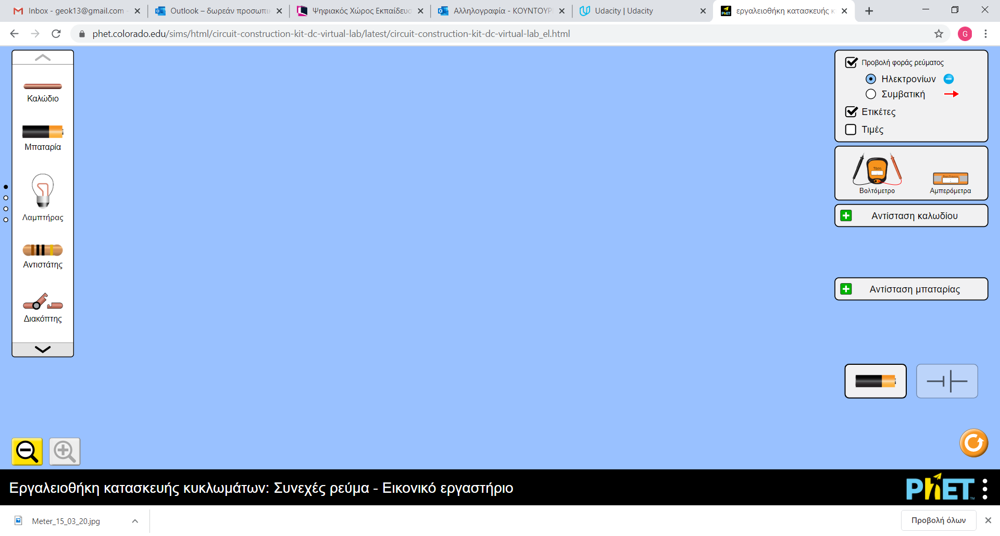 Inbox - geok13@gmail.com -
Outlook – δωρεάν προσωπικ
Ψηφιακός Χώρος Εκπαίδευσ
Αλληλογραφία - ΚΟΥΝΤΟΥΡ
Udacity | Udacity
εργαλειοθήκη κατασκευής κ
phet.colorado.edu/sims/html/circuit-construction-kit-dc-virtual-lab/latest/circuit-construction-kit-dc-virtual-lab_el.html
G
Καλώδιο
Μπαταρία
Λαμπτήρας
Αντιστάτης
Διακόπτης
Προβολή φοράς ρεύματος
Ηλεκτρονίων
Συμβατική
Ετικέτες
Τιμές
Τάση
Βολτόμετρο
Αμπερόμετρα
Αντίσταση καλωδίου
Αντίσταση μπαταρίας
Εργαλειοθήκη κατασκευής κυκλωμάτων: Συνεχές ρεύμα - Εικονικό εργαστήριο
PhET
Meter_15_03_20.jpg
Προβολή όλων